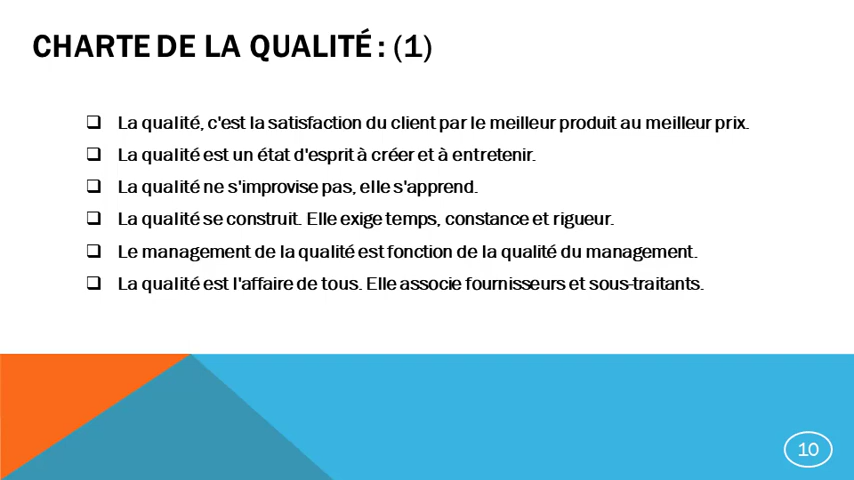 CHARTE DE LA QUALITÉ : (1)
La qualité, c'est la satisfaction du client par le meilleur produit au meilleur prix.
La qualité est un état d'esprit à créer et à entretenir.
La qualité ne s'improvise pas, elle s'apprend.
La qualité se construit. Elle exige temps, constance et rigueur.
Le management de la qualité est fonction de la qualité du management.
La qualité est l'affaire de tous. Elle associe fournisseurs et sous-traitants.
10